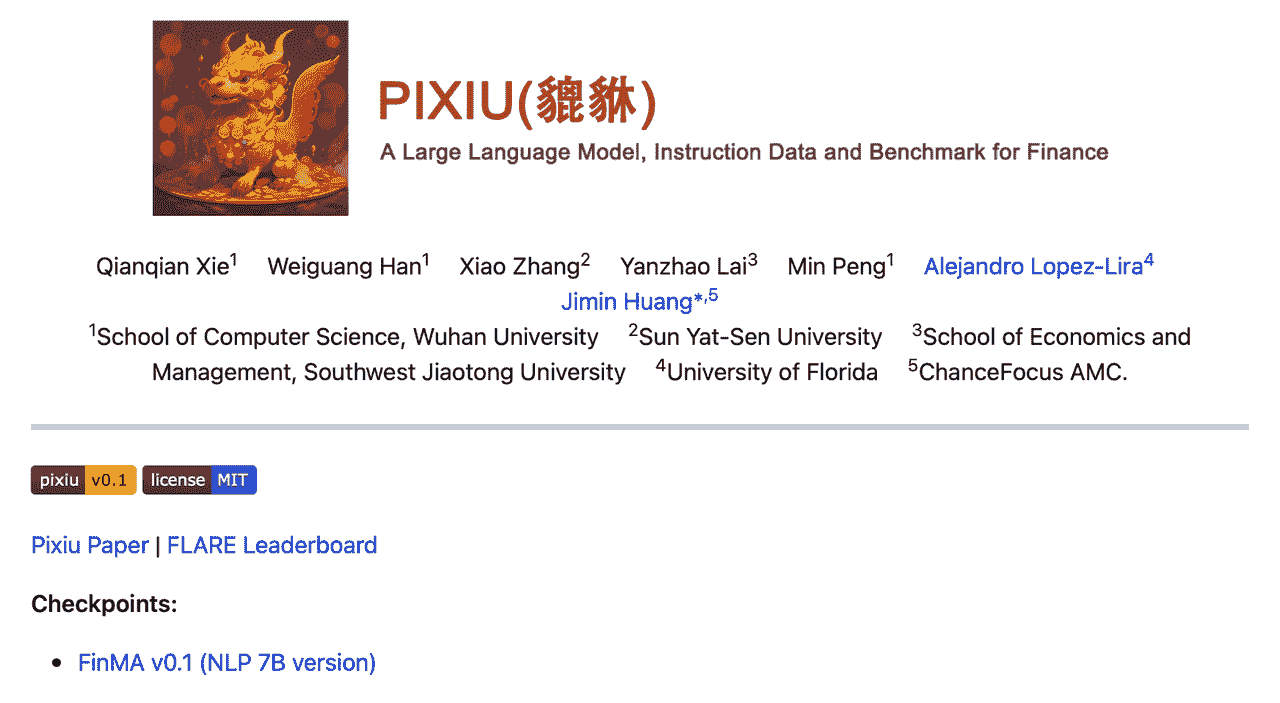 PIXIU(貔貅)
A Large Language Model, Instruction Data and Benchmark for Finance
Qianqian Xie1 Weiguang Han1 Xiao Zhang2 Yanzhao Lai3 Min Peng1 Alejandro Lopez-Lira4
Jimin Huang*,5
1School of Computer Science, Wuhan University 2Sun Yat-Sen University 3School of Economics and
Management, Southwest Jiaotong University 4University of Florida 5ChanceFocus AMC.
pixiu v0.1 license MIT
Pixiu Paper | FLARE Leaderboard
Checkpoints:
• FinMA v0.1 (NLP 7B version)